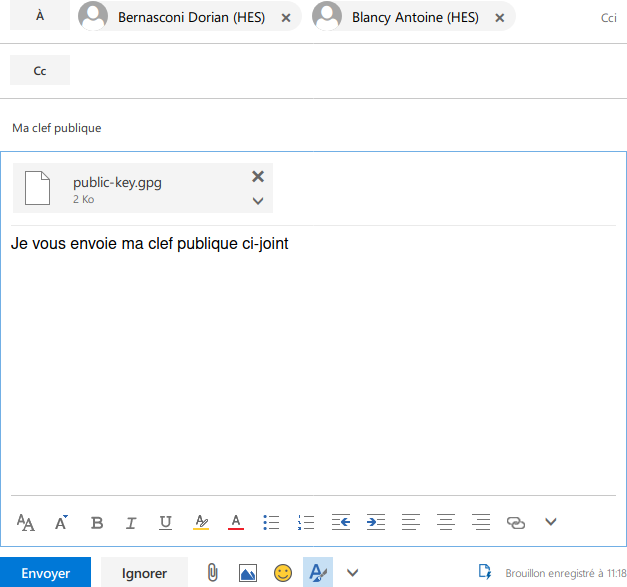 À Bernasconi Dorian (HES) Blancy Antoine (HES) Cci
Cc
Ma clef publique
public-key.gpg
2 Ko
Je vous envoie ma clef publique ci-joint
Envoyer Ignorer Brouillon enregistré à 11:18